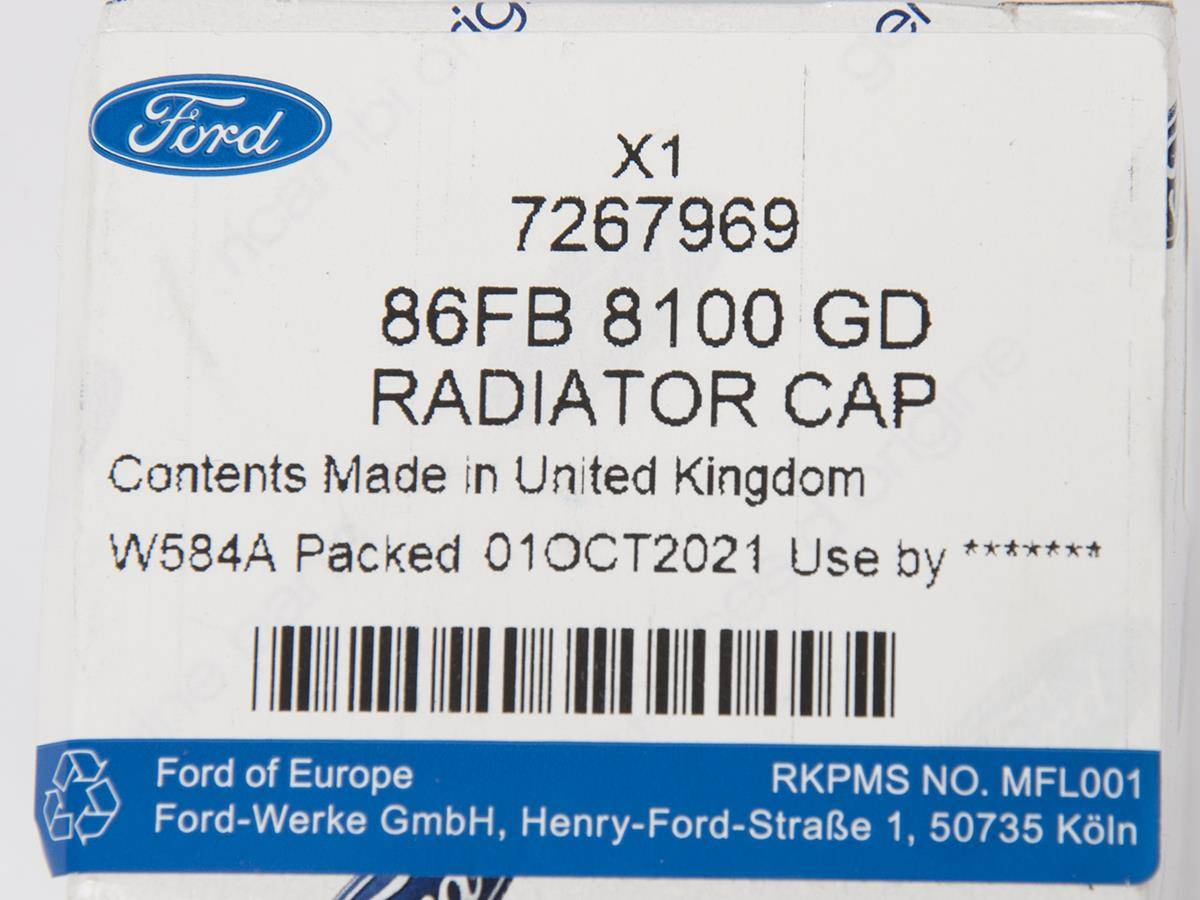 Ford
X1
7267969
86FB 8100 GD
RADIATOR CAP
Contents Made in United Kingdom
W584A Packed 01OCT2021 Use by *******
Ford of Europe
RKPMS NO. MFL001
Ford-Werke GmbH, Henry-Ford-Straße 1, 50735 Köln